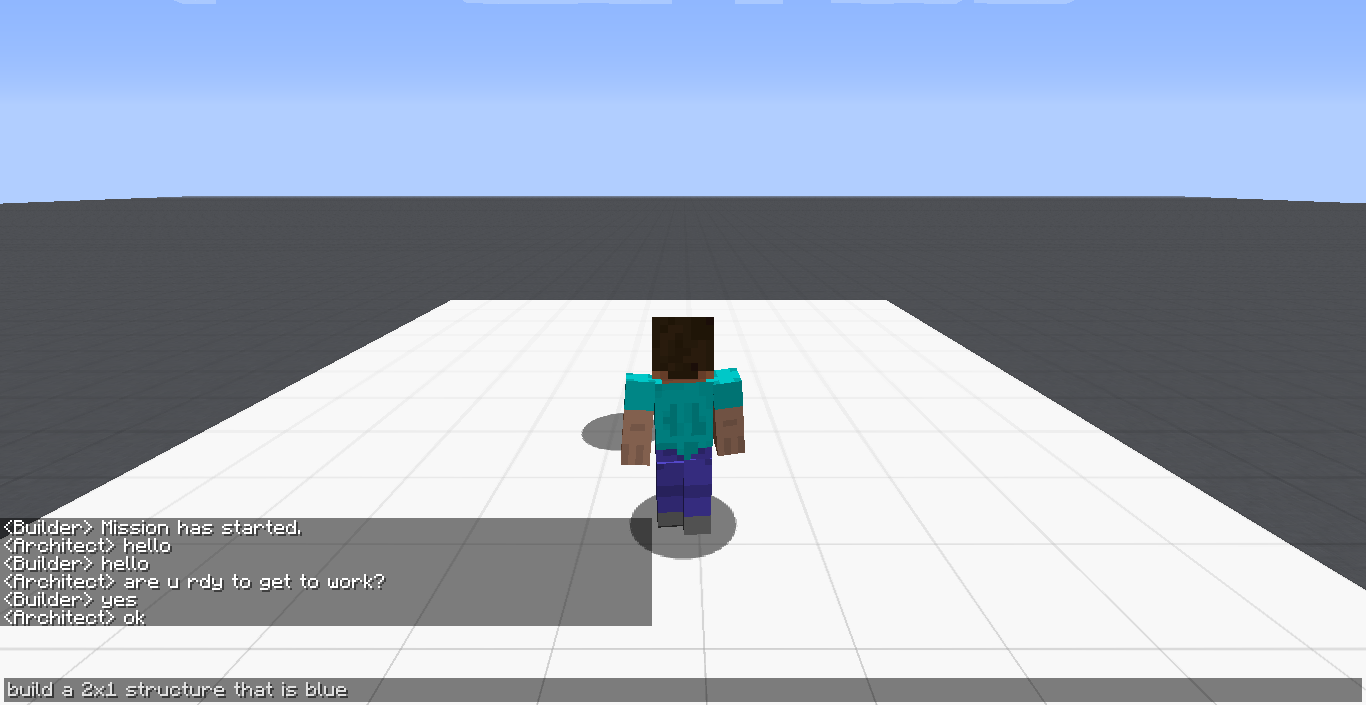 <Builder> Mission has started.
<Architect> hello
<Builder> hello
<Architect> are u rdy to get to work?
<Builder> yes
<Architect> ok
build a 2x1 structure that is blue